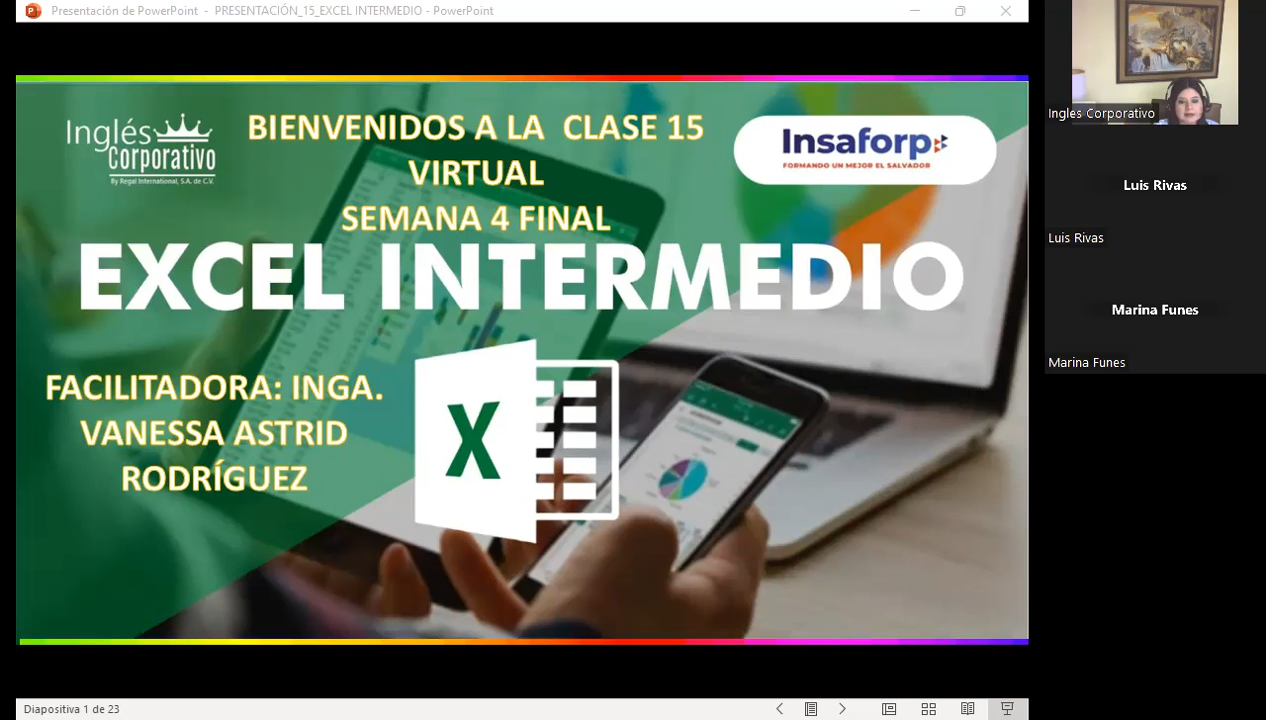 Presentación de PowerPoint - PRESENTACIÓN_15_EXCEL INTERMEDIO - PowerPoint
Inglés
Corporativo
By Regal International, S.A. de C.V.
BIENVENIDOS A LA CLASE 15
VIRTUAL
SEMANA 4 FINAL
Insaforp
FORMANDO UN MEJOR EL SALVADOR
EXCEL INTERMEDIO
FACILITADORA: INGA.
VANESSA ASTRID
RODRÍGUEZ
X
Diapositiva 1 de 23
Ingles Corporativo
Luis Rivas
Luis Rivas
Marina Funes
Marina Funes